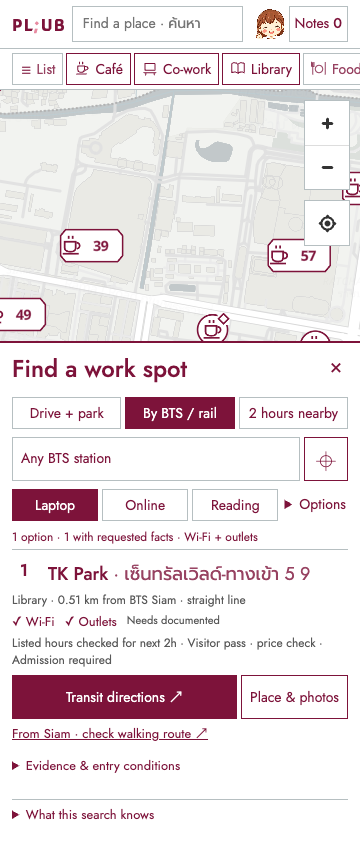 PL;UB
Find a place · ค้นหา
Notes 0
≡ List
Café
Co-work
Library
Food
39
57
49
+
−
Find a work spot
×
Drive + park
By BTS / rail
2 hours nearby
Any BTS station
Laptop
Online
Reading
▶ Options
1 option · 1 with requested facts · Wi-Fi + outlets
1 TK Park · เซ็นทรัลเวิลด์-ทางเข้า 5 9
Library · 0.51 km from BTS Siam · straight line
✓ Wi-Fi ✓ Outlets Needs documented
Listed hours checked for next 2h · Visitor pass · price check ·
Admission required
Transit directions ↗
Place & photos
From Siam · check walking route ↗
▶ Evidence & entry conditions
▶ What this search knows